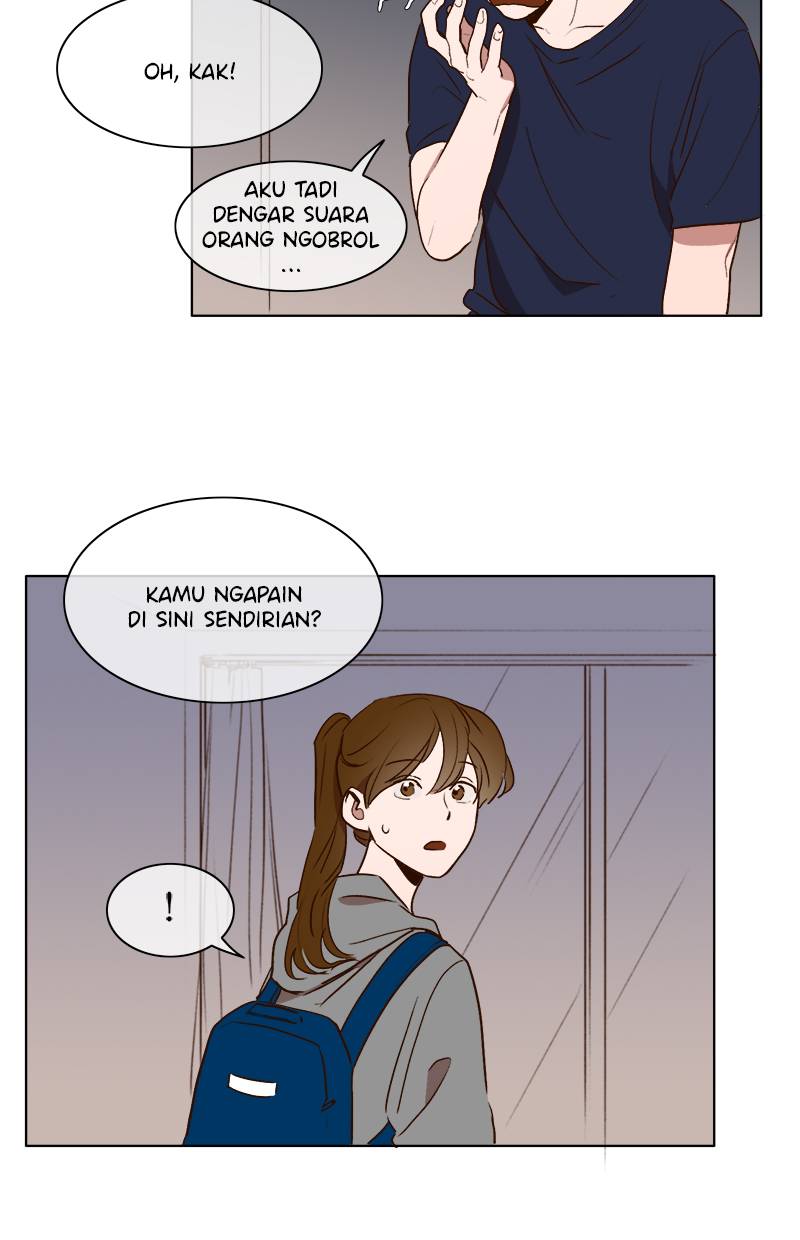 OH, KAK!
AKU TADI
DENGAR SUARA
ORANG NGOBROL
...
KAMU NGAPAIN
DI SINI SENDIRIAN?
!